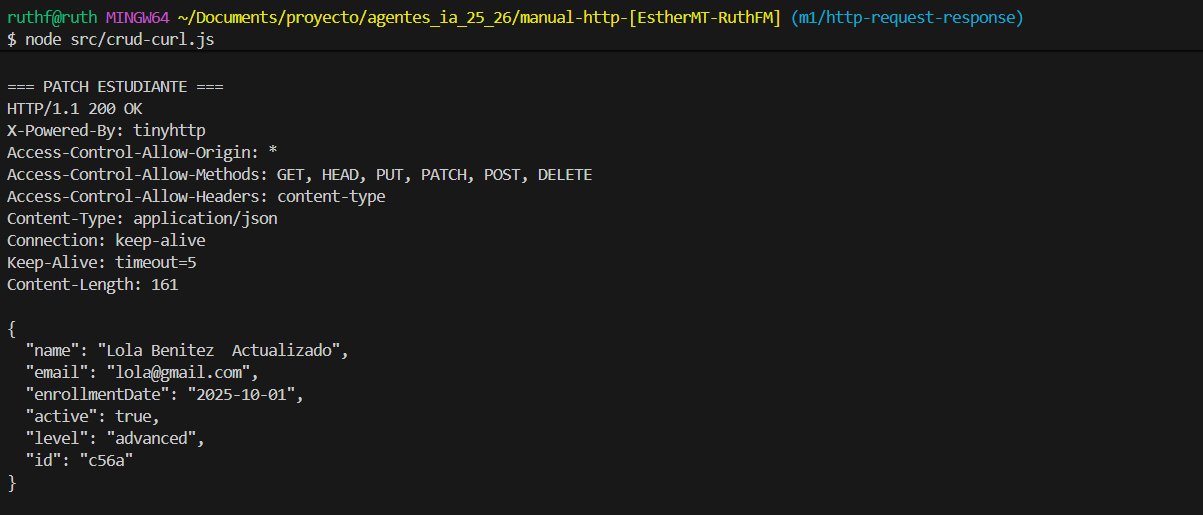 ruthf@ruth MINGW64 ~/Documents/proyecto/agentes_ia_25_26/manual-http-[EstherMT-RuthFM] (m1/http-request-response)
$ node src/crud-curl.js
=== PATCH ESTUDIANTE ===
HTTP/1.1 200 OK
X-Powered-By: tinyhttp
Access-Control-Allow-Origin: *
Access-Control-Allow-Methods: GET, HEAD, PUT, PATCH, POST, DELETE
Access-Control-Allow-Headers: content-type
Content-Type: application/json
Connection: keep-alive
Keep-Alive: timeout=5
Content-Length: 161
{
  "name": "Lola Benitez  Actualizado",
  "email": "lola@gmail.com",
  "enrollmentDate": "2025-10-01",
  "active": true,
  "level": "advanced",
  "id": "c56a"
}